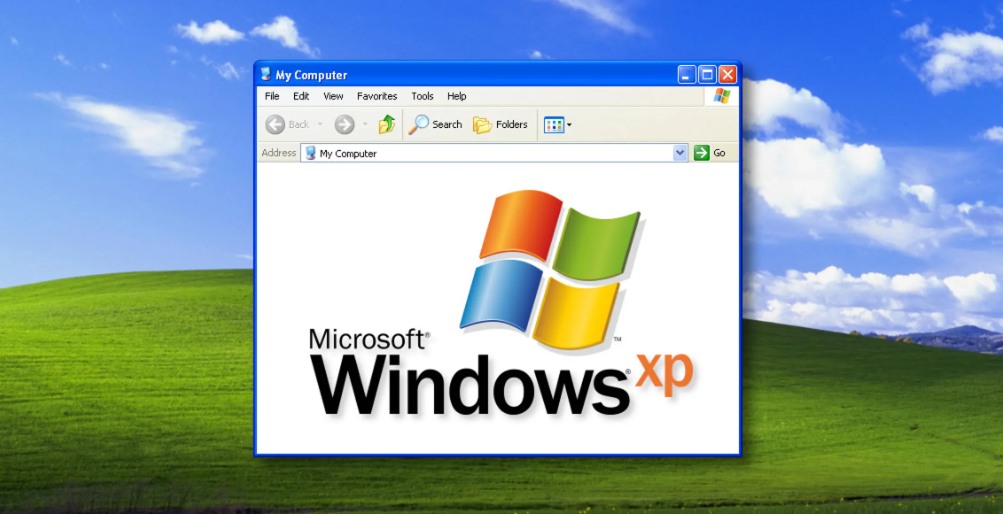 My Computer
File Edit View Favorites Tools Help
Back Search Folders
Address My Computer Go
TM
Microsoft®
Windows® xp